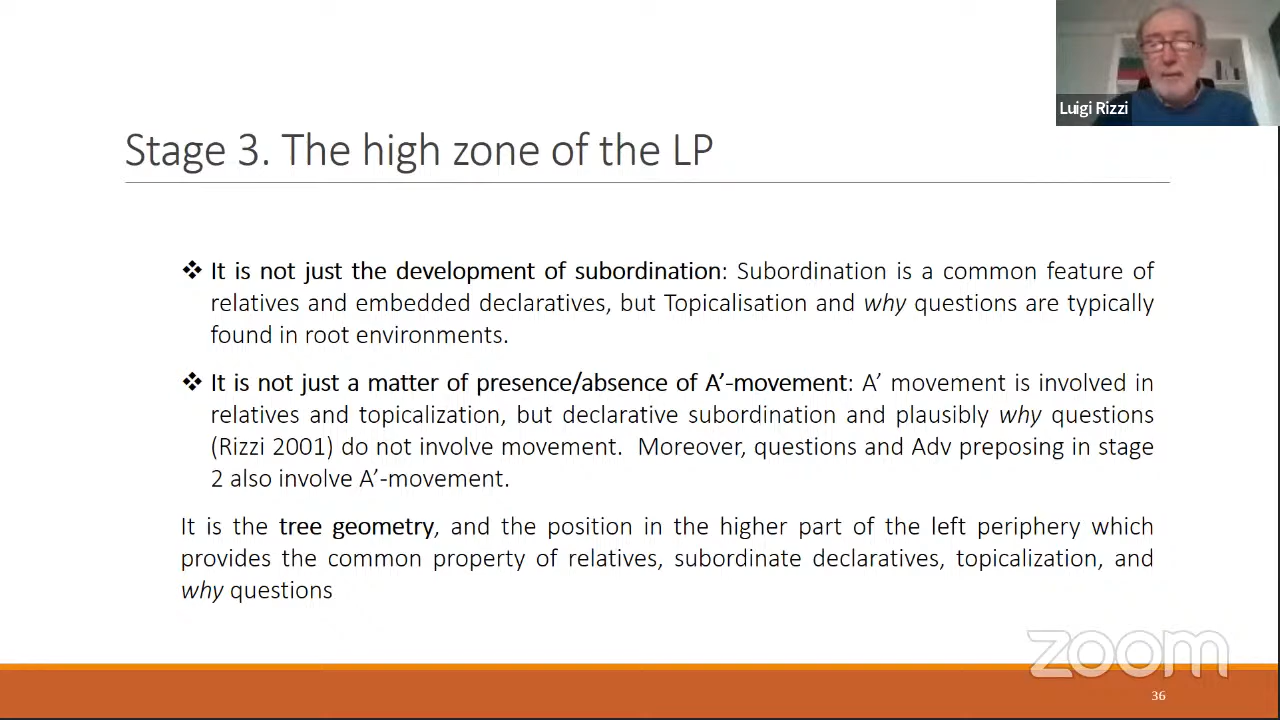 Luigi Rizzi
Stage 3. The high zone of the LP
❖ It is not just the development of subordination: Subordination is a common feature of
relatives and embedded declaratives, but Topicalisation and why questions are typically
found in root environments.
❖ It is not just a matter of presence/absence of A’-movement: A’ movement is involved in
relatives and topicalization, but declarative subordination and plausibly why questions
(Rizzi 2001) do not involve movement. Moreover, questions and Adv preposing in stage
2 also involve A’-movement.
It is the tree geometry, and the position in the higher part of the left periphery which
provides the common property of relatives, subordinate declaratives, topicalization, and
why questions
zoom
36